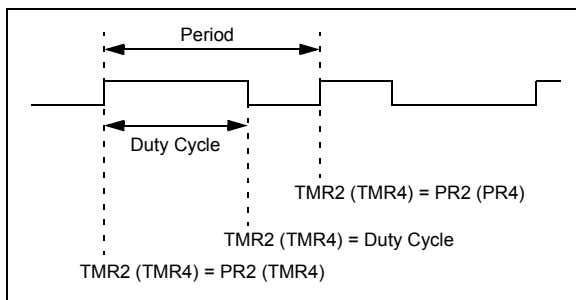 Period
Duty Cycle
TMR2 (TMR4) = PR2 (PR4)
TMR2 (TMR4) = Duty Cycle
TMR2 (TMR4) = PR2 (TMR4)